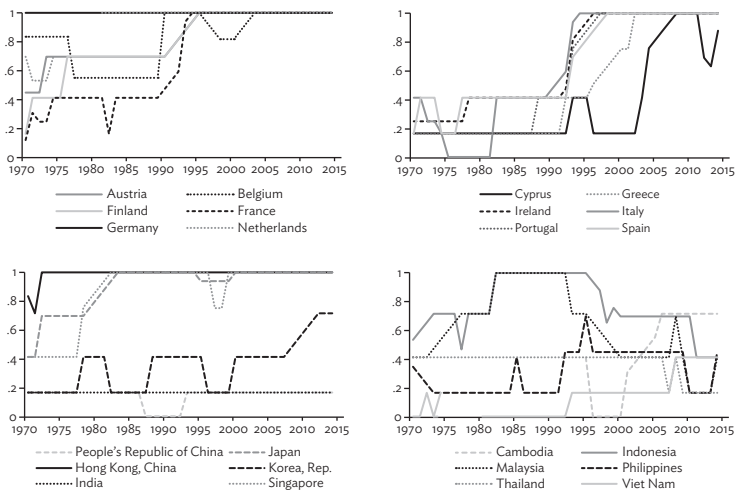 1
.8
.6
.4
.2
0
1970 1975 1980 1985 1990 1995 2000 2005 2010 2015
Austria Belgium
Finland France
Germany Netherlands
1
.8
.6
.4
.2
0
1970 1975 1980 1985 1990 1995 2000 2005 2010 2015
Cyprus Greece
Ireland Italy
Portugal Spain
1
.8
.6
.4
.2
0
1970 1975 1980 1985 1990 1995 2000 2005 2010 2015
People's Republic of China Japan
Hong Kong, China Korea, Rep.
India Singapore
1
.8
.6
.4
.2
0
1970 1975 1980 1985 1990 1995 2000 2005 2010 2015
Cambodia Indonesia
Malaysia Philippines
Thailand Viet Nam